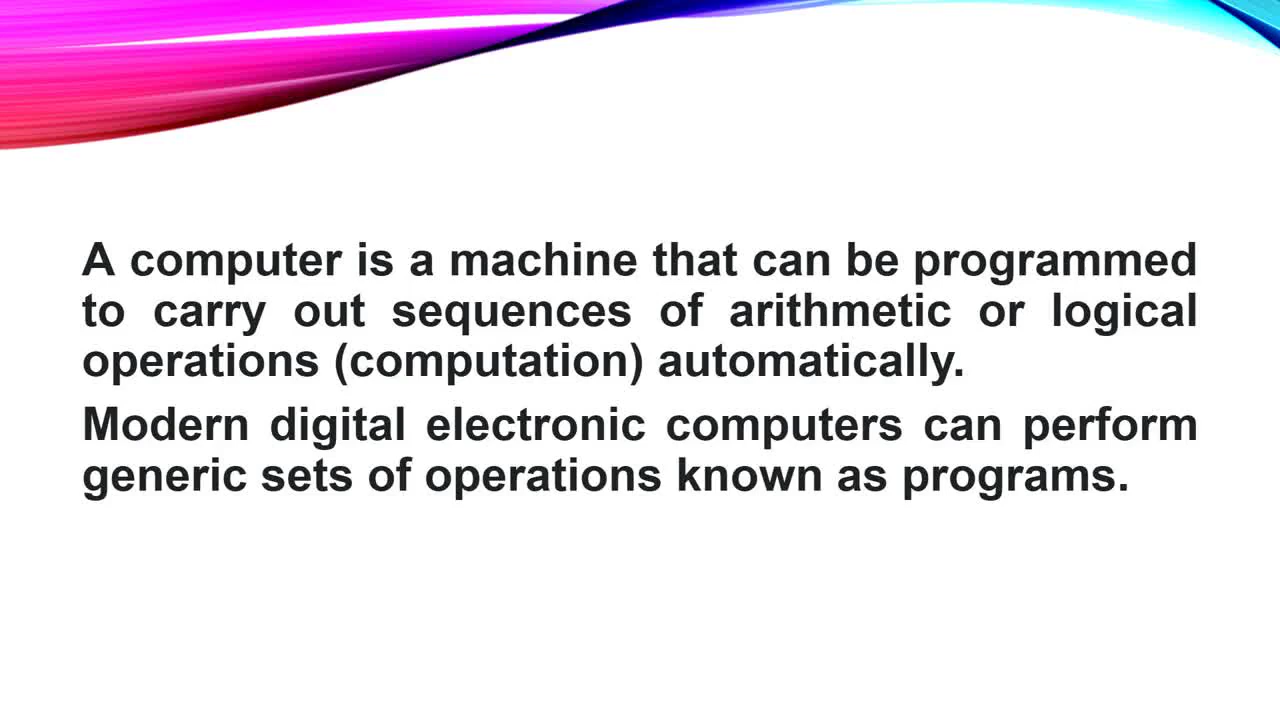 A computer is a machine that can be programmed
to carry out sequences of arithmetic or logical
operations (computation) automatically.
Modern digital electronic computers can perform
generic sets of operations known as programs.